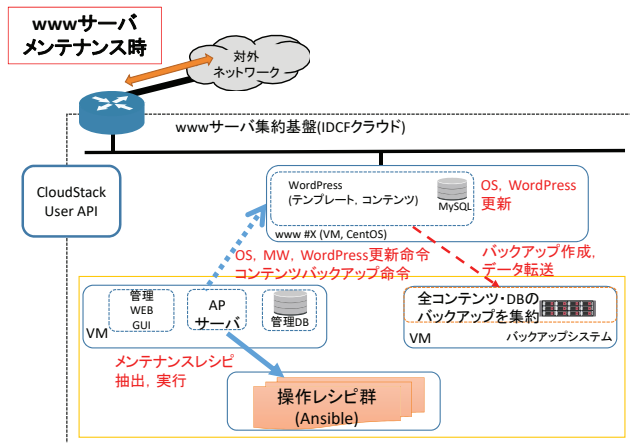 wwwサーバ
メンテナンス時
対外
ネットワーク
wwwサーバ集約基盤(IDCFクラウド)
CloudStack
User API
WordPress
(テンプレート, コンテンツ)
MySQL
www #X (VM, CentOS)
OS, WordPress
更新
OS, MW, WordPress更新命令
コンテンツバックアップ命令
バックアップ作成,
データ転送
管理
WEB
GUI
AP
サーバ
管理DB
VM
全コンテンツ・DBの
バックアップを集約
VM
バックアップシステム
メンテナンスレシピ
抽出, 実行
操作レシピ群
(Ansible)